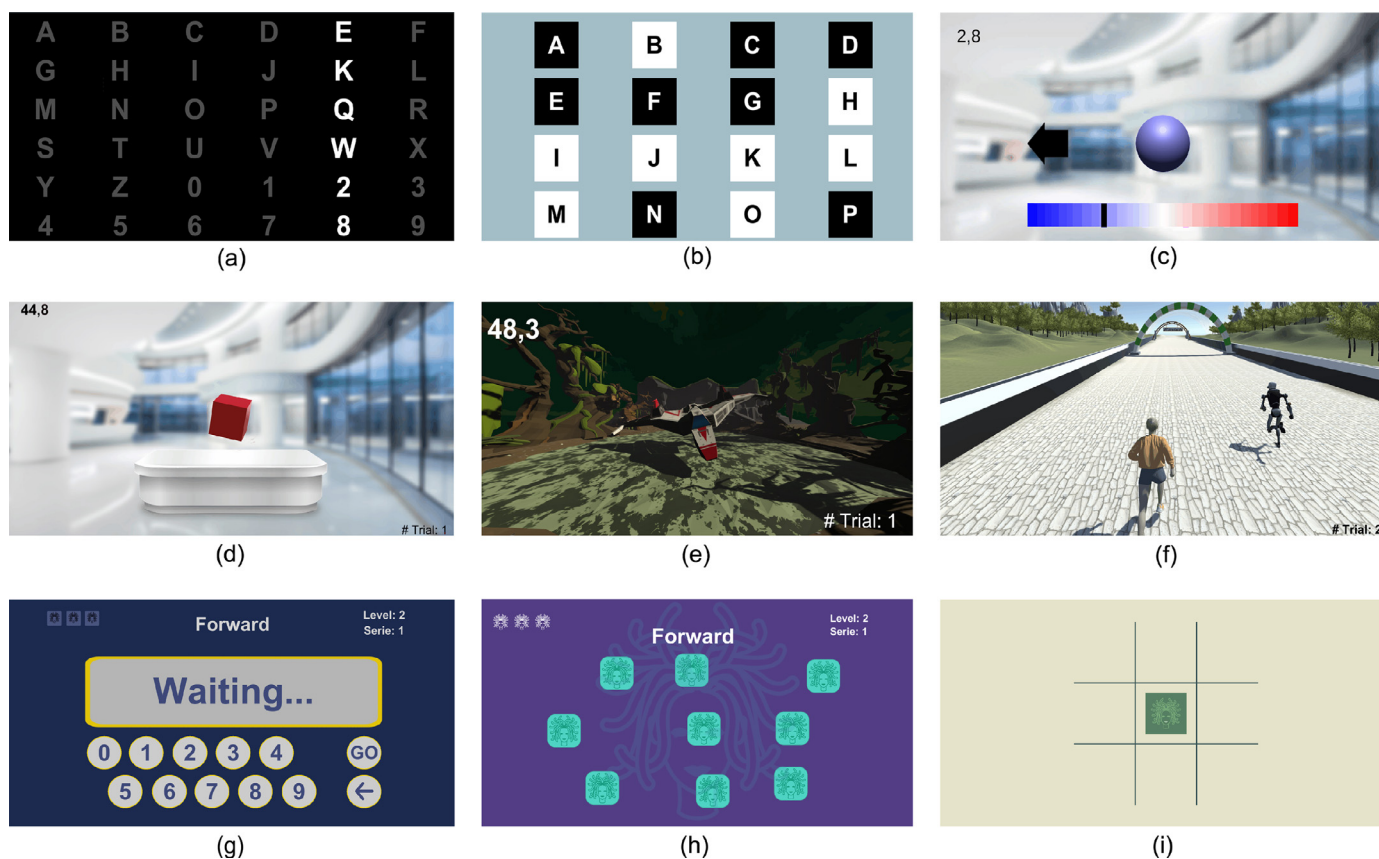 A B C D E F
G H I J K L
M N O P Q R
S T U V W X
Y Z 0 1 2 3
4 5 6 7 8 9
(a)
A B C D
E F G H
I J K L
M N O P
(b)
2,8
(c)
44,8
# Trial: 1
(d)
48,3
# Trial: 1
(e)
# Trial: 2
(f)
Forward
Level: 2
Serie: 1
Waiting...
0 1 2 3 4 GO
5 6 7 8 9 ←
(g)
Forward
Level: 2
Serie: 1
(h)
(i)